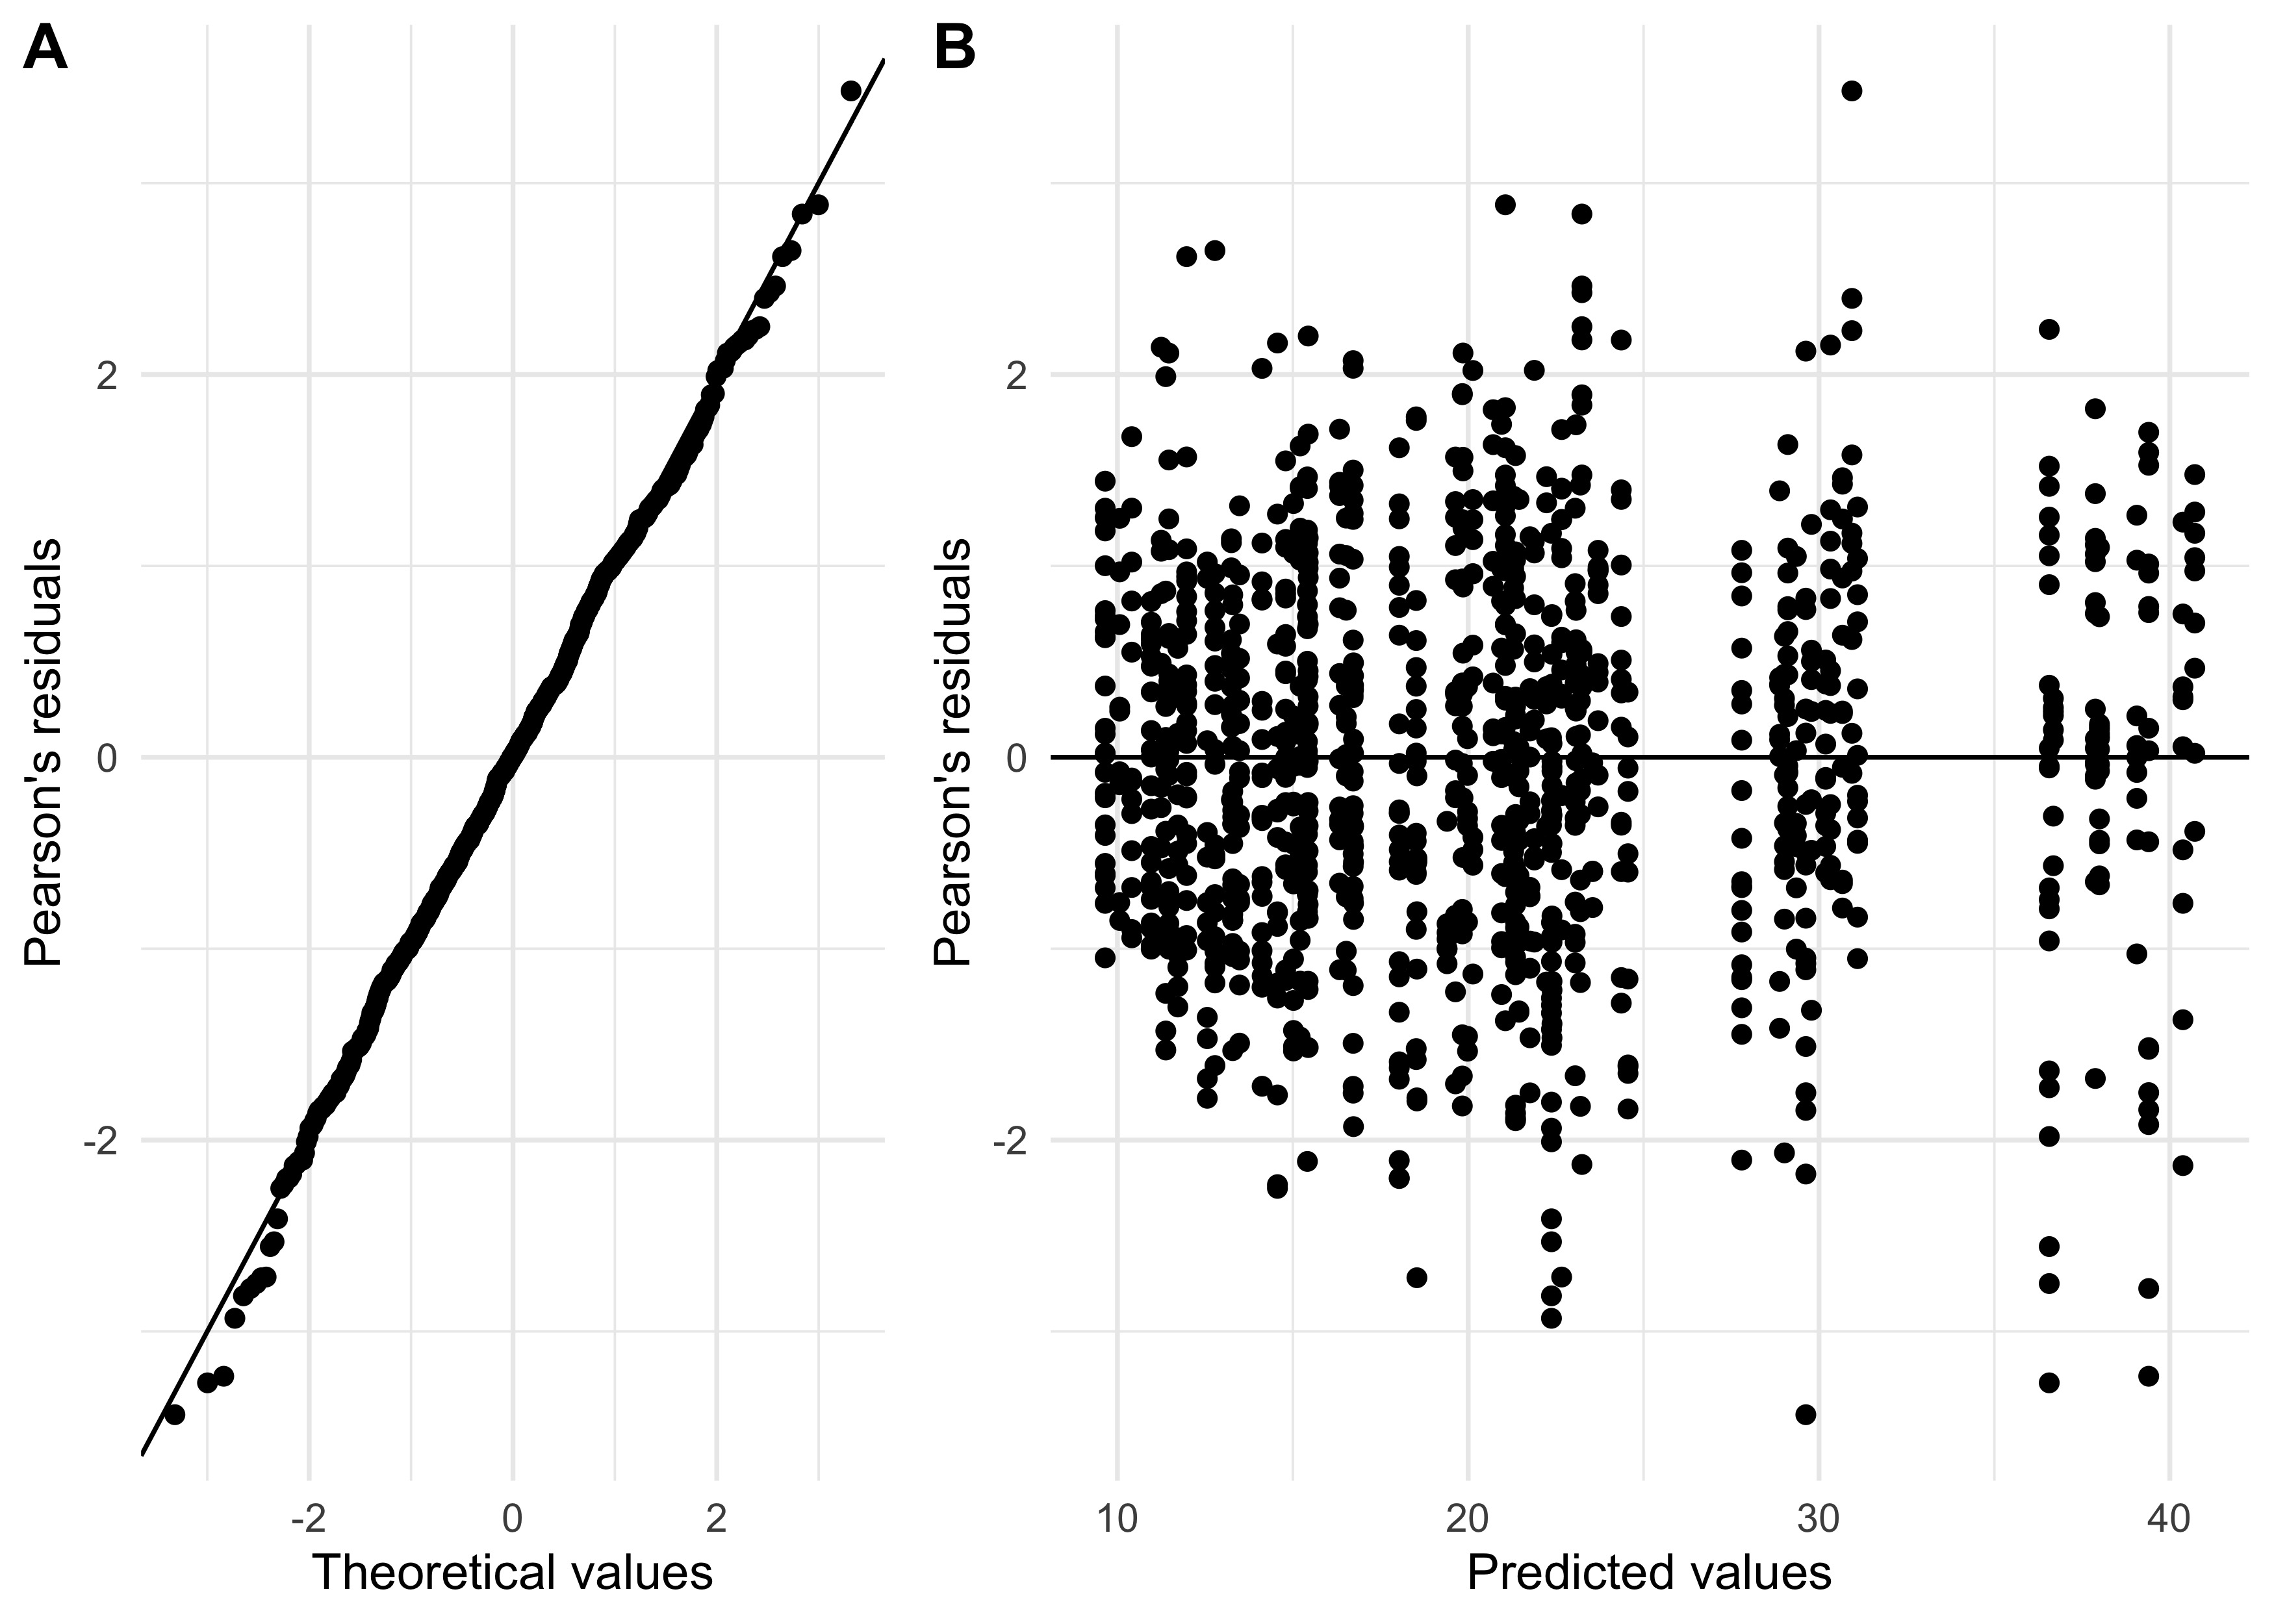 A
Pearson's residuals
2
0
-2
-2 0 2
Theoretical values
B
Pearson's residuals
2
0
-2
10 20 30 40
Predicted values